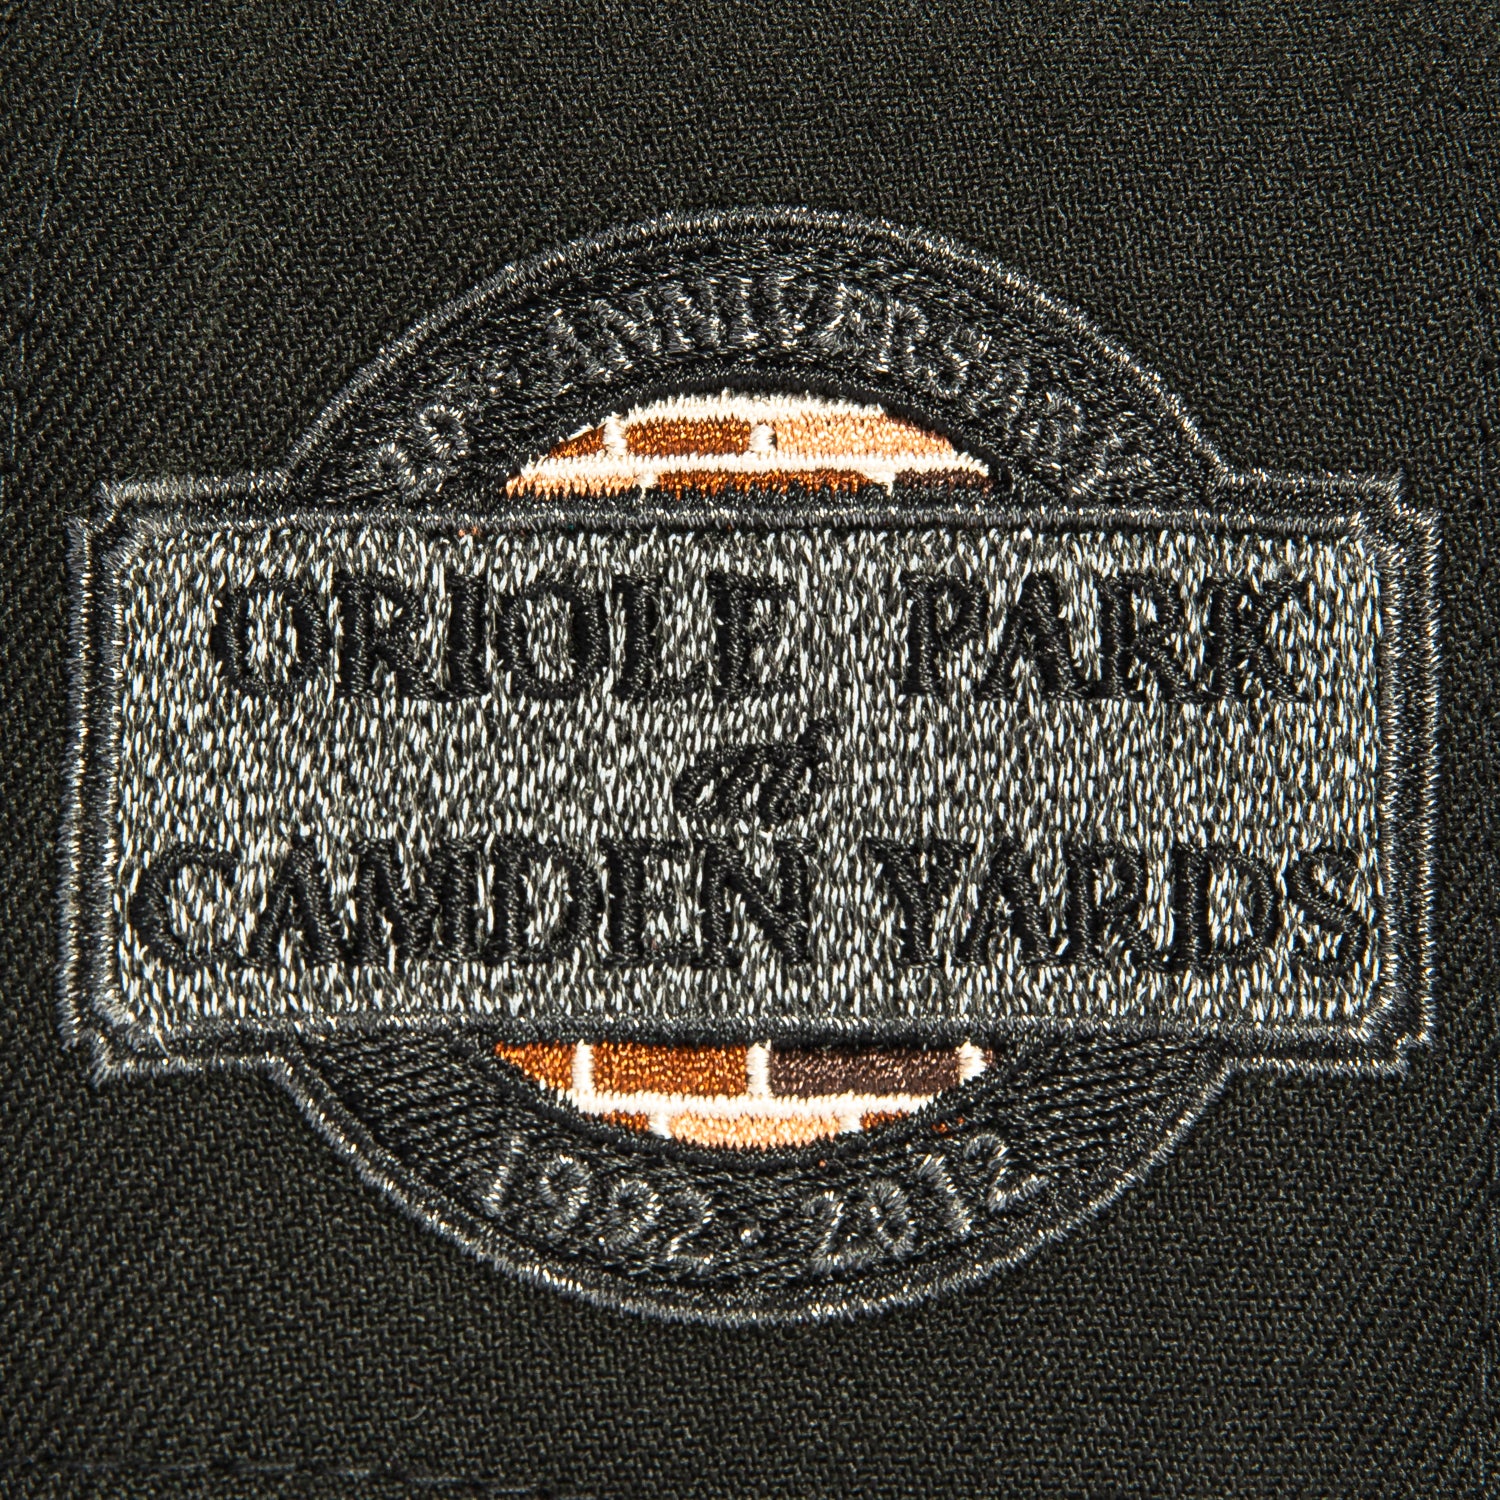 20TH ANNIVERSARY
ORIOLE PARK
at
CAMDEN YARDS
1992-2012